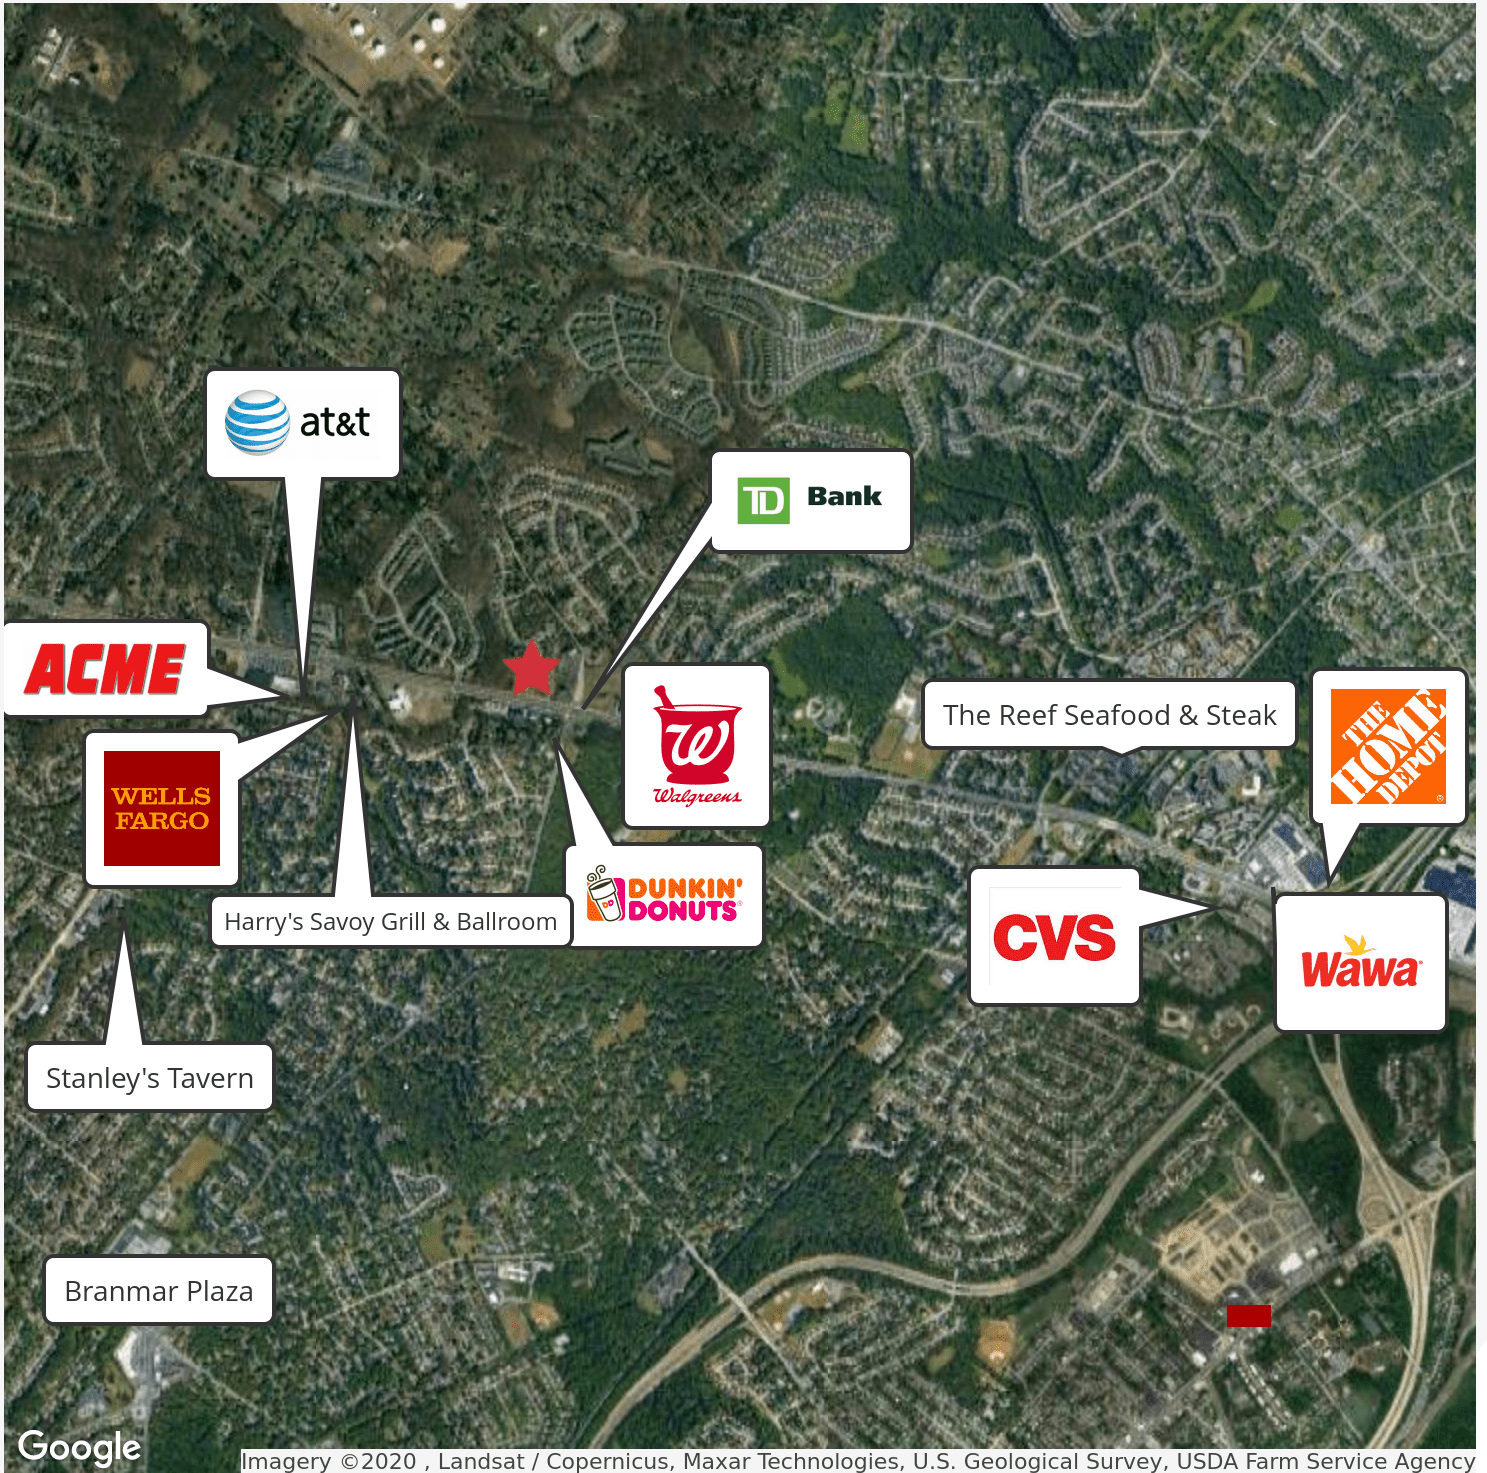 at&t
TD Bank
ACME
WELLS
FARGO
W
Walgreens
The Reef Seafood & Steak
THE
HOME
DEPOT
®
DUNKIN'
DONUTS®
DD
Harry's Savoy Grill & Ballroom
CVS
Wawa®
Stanley's Tavern
Branmar Plaza
Google
Imagery ©2020 , Landsat / Copernicus, Maxar Technologies, U.S. Geological Survey, USDA Farm Service Agency